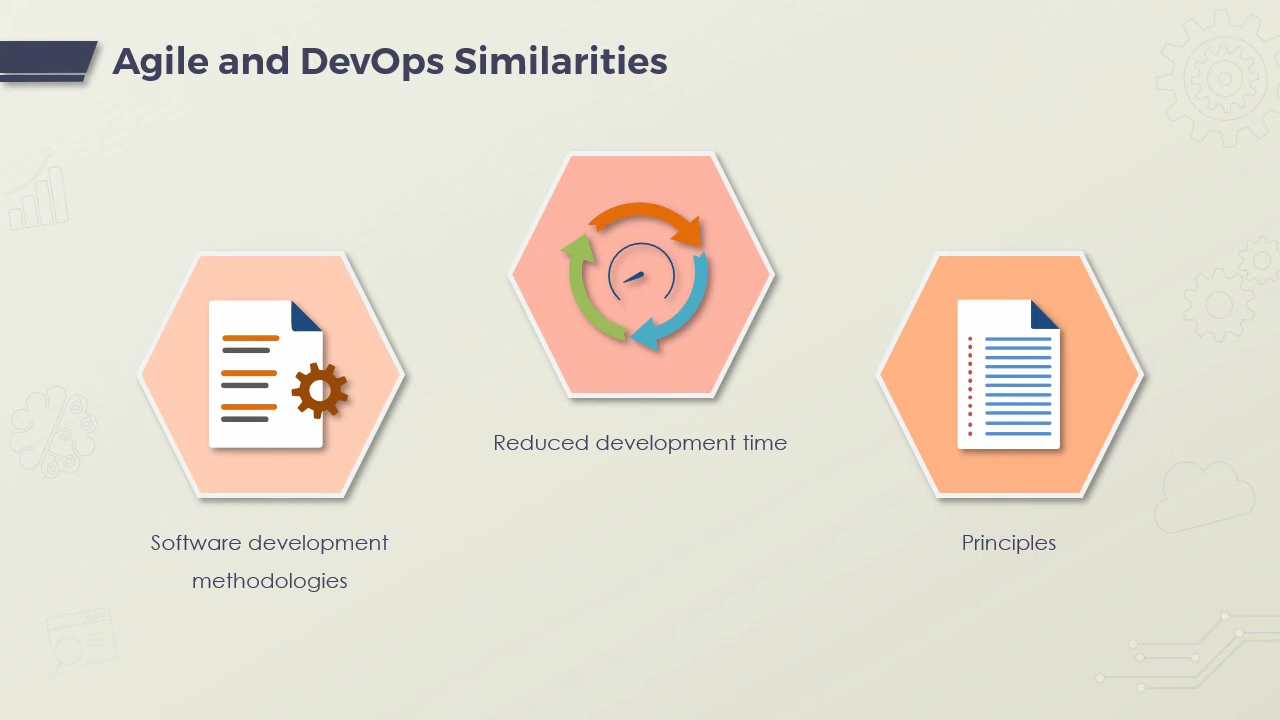 Agile and DevOps Similarities
Software development
methodologies
Reduced development time
Principles